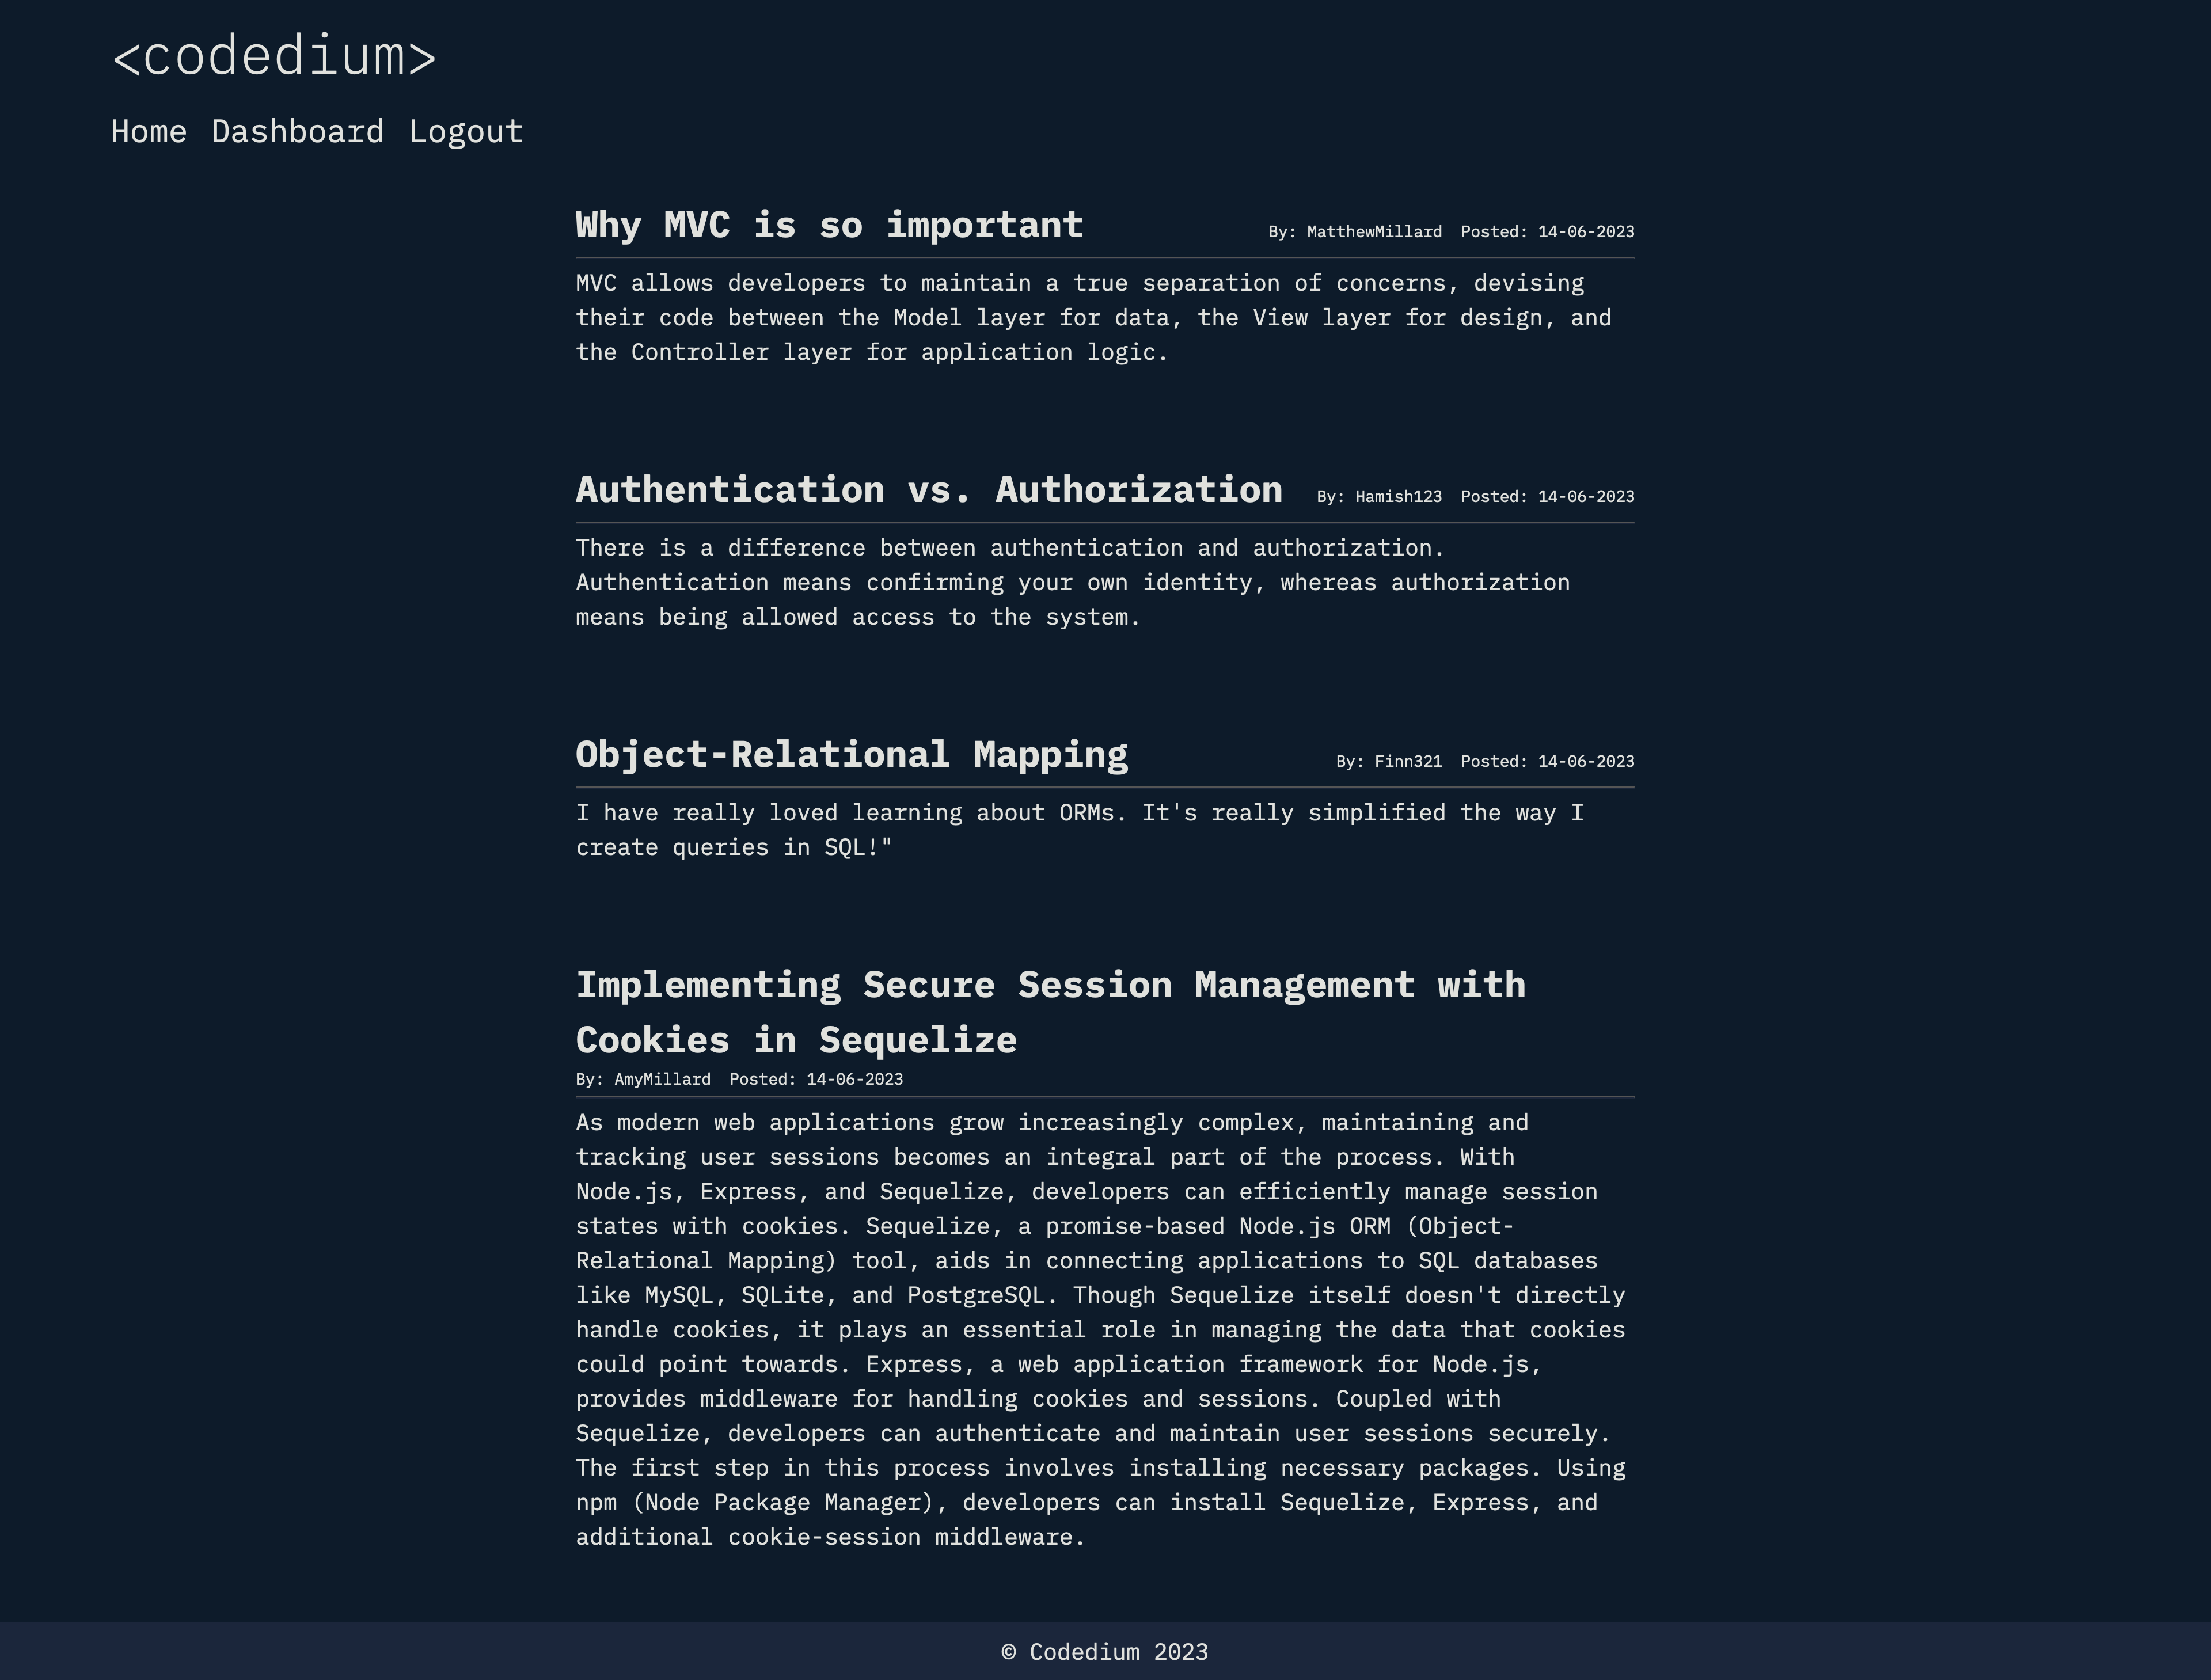 <codedium>
Home Dashboard Logout
Why MVC is so important By: MatthewMillard Posted: 14-06-2023
MVC allows developers to maintain a true separation of concerns, devising
their code between the Model layer for data, the View layer for design, and
the Controller layer for application logic.
Authentication vs. Authorization By: Hamish123 Posted: 14-06-2023
There is a difference between authentication and authorization.
Authentication means confirming your own identity, whereas authorization
means being allowed access to the system.
Object-Relational Mapping By: Finn321 Posted: 14-06-2023
I have really loved learning about ORMs. It's really simplified the way I
create queries in SQL!"
Implementing Secure Session Management with
Cookies in Sequelize
By: AmyMillard Posted: 14-06-2023
As modern web applications grow increasingly complex, maintaining and
tracking user sessions becomes an integral part of the process. With
Node.js, Express, and Sequelize, developers can efficiently manage session
states with cookies. Sequelize, a promise-based Node.js ORM (Object-
Relational Mapping) tool, aids in connecting applications to SQL databases
like MySQL, SQLite, and PostgreSQL. Though Sequelize itself doesn't directly
handle cookies, it plays an essential role in managing the data that cookies
could point towards. Express, a web application framework for Node.js,
provides middleware for handling cookies and sessions. Coupled with
Sequelize, developers can authenticate and maintain user sessions securely.
The first step in this process involves installing necessary packages. Using
npm (Node Package Manager), developers can install Sequelize, Express, and
additional cookie-session middleware.
© Codedium 2023